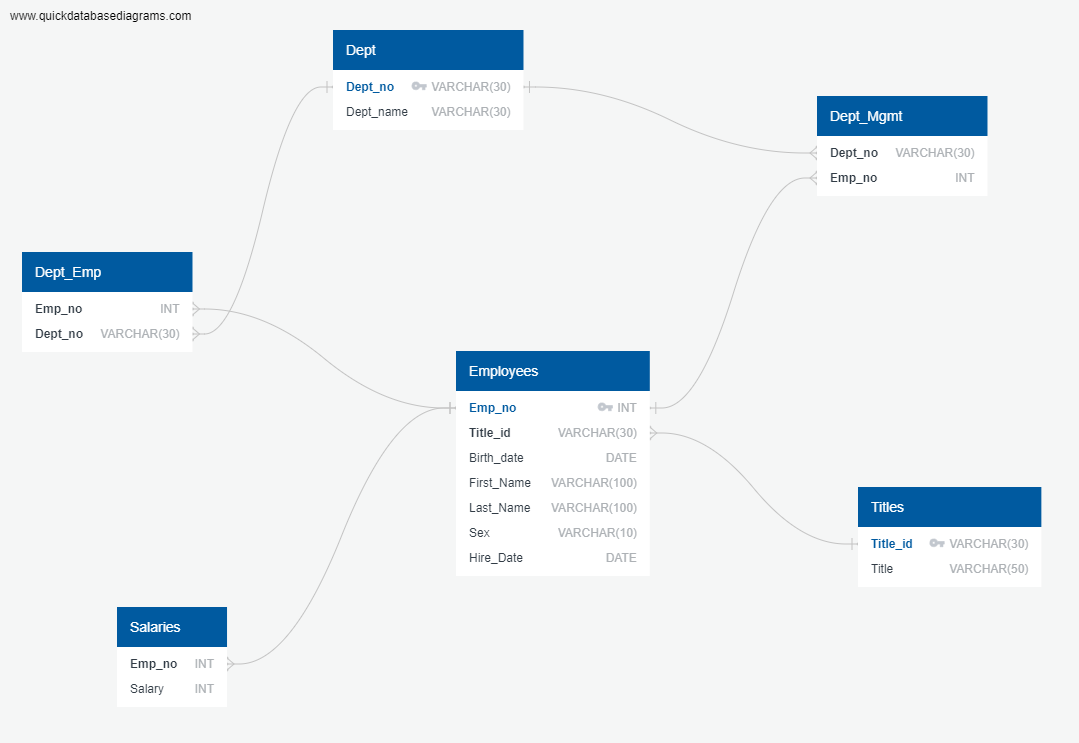 www.quickdatabasediagrams.com
Dept
Dept_no VARCHAR(30)
Dept_name VARCHAR(30)
Dept_Mgmt
Dept_no VARCHAR(30)
Emp_no INT
Dept_Emp
Emp_no INT
Dept_no VARCHAR(30)
Employees
Emp_no INT
Title_id VARCHAR(30)
Birth_date DATE
First_Name VARCHAR(100)
Last_Name VARCHAR(100)
Sex VARCHAR(10)
Hire_Date DATE
Titles
Title_id VARCHAR(30)
Title VARCHAR(50)
Salaries
Emp_no INT
Salary INT